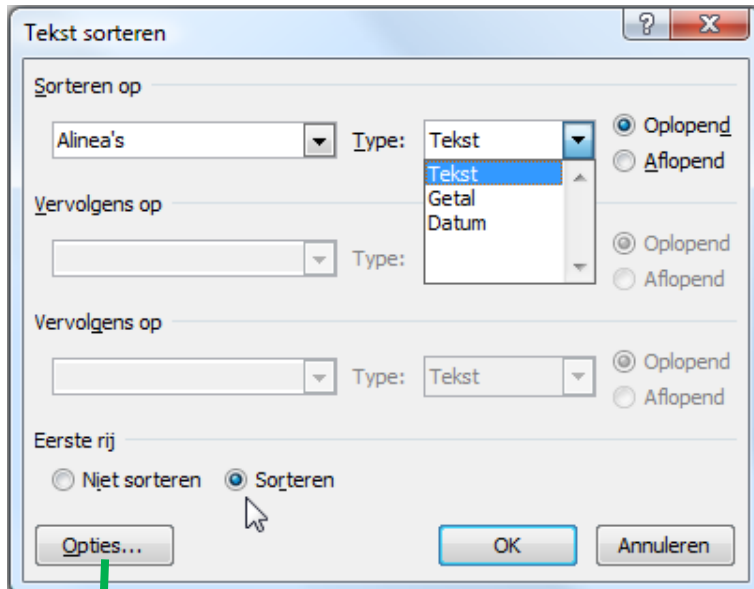 Tekst sorteren
Sorteren op
Alinea's Type: Tekst Oplopend
Aflopend
Tekst
Getal
Datum
Vervolgens op
Type: Oplopend
Aflopend
Vervolgens op
Type: Tekst Oplopend
Aflopend
Eerste rij
Niet sorteren Sorteren
Opties... OK Annuleren